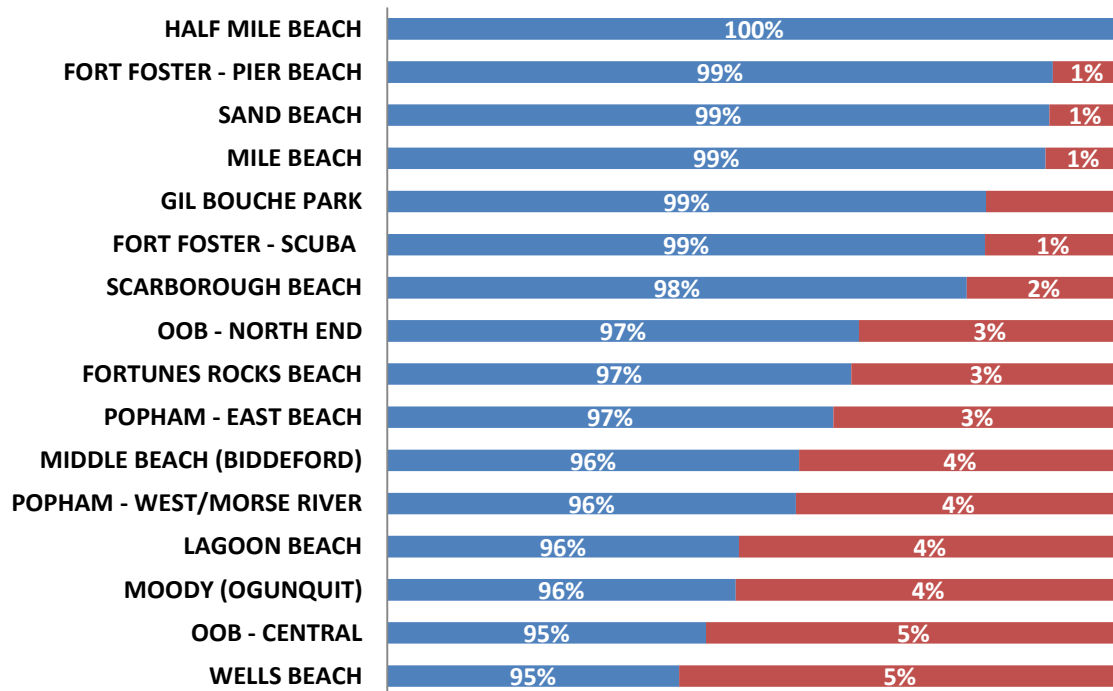 HALF MILE BEACH 100%
FORT FOSTER - PIER BEACH 99% 1%
SAND BEACH 99% 1%
MILE BEACH 99% 1%
GIL BOUCHE PARK 99%
FORT FOSTER - SCUBA 99% 1%
SCARBOROUGH BEACH 98% 2%
OOB - NORTH END 97% 3%
FORTUNES ROCKS BEACH 97% 3%
POPHAM - EAST BEACH 97% 3%
MIDDLE BEACH (BIDDEFORD) 96% 4%
POPHAM - WEST/MORSE RIVER 96% 4%
LAGOON BEACH 96% 4%
MOODY (OGUNQUIT) 96% 4%
OOB - CENTRAL 95% 5%
WELLS BEACH 95% 5%